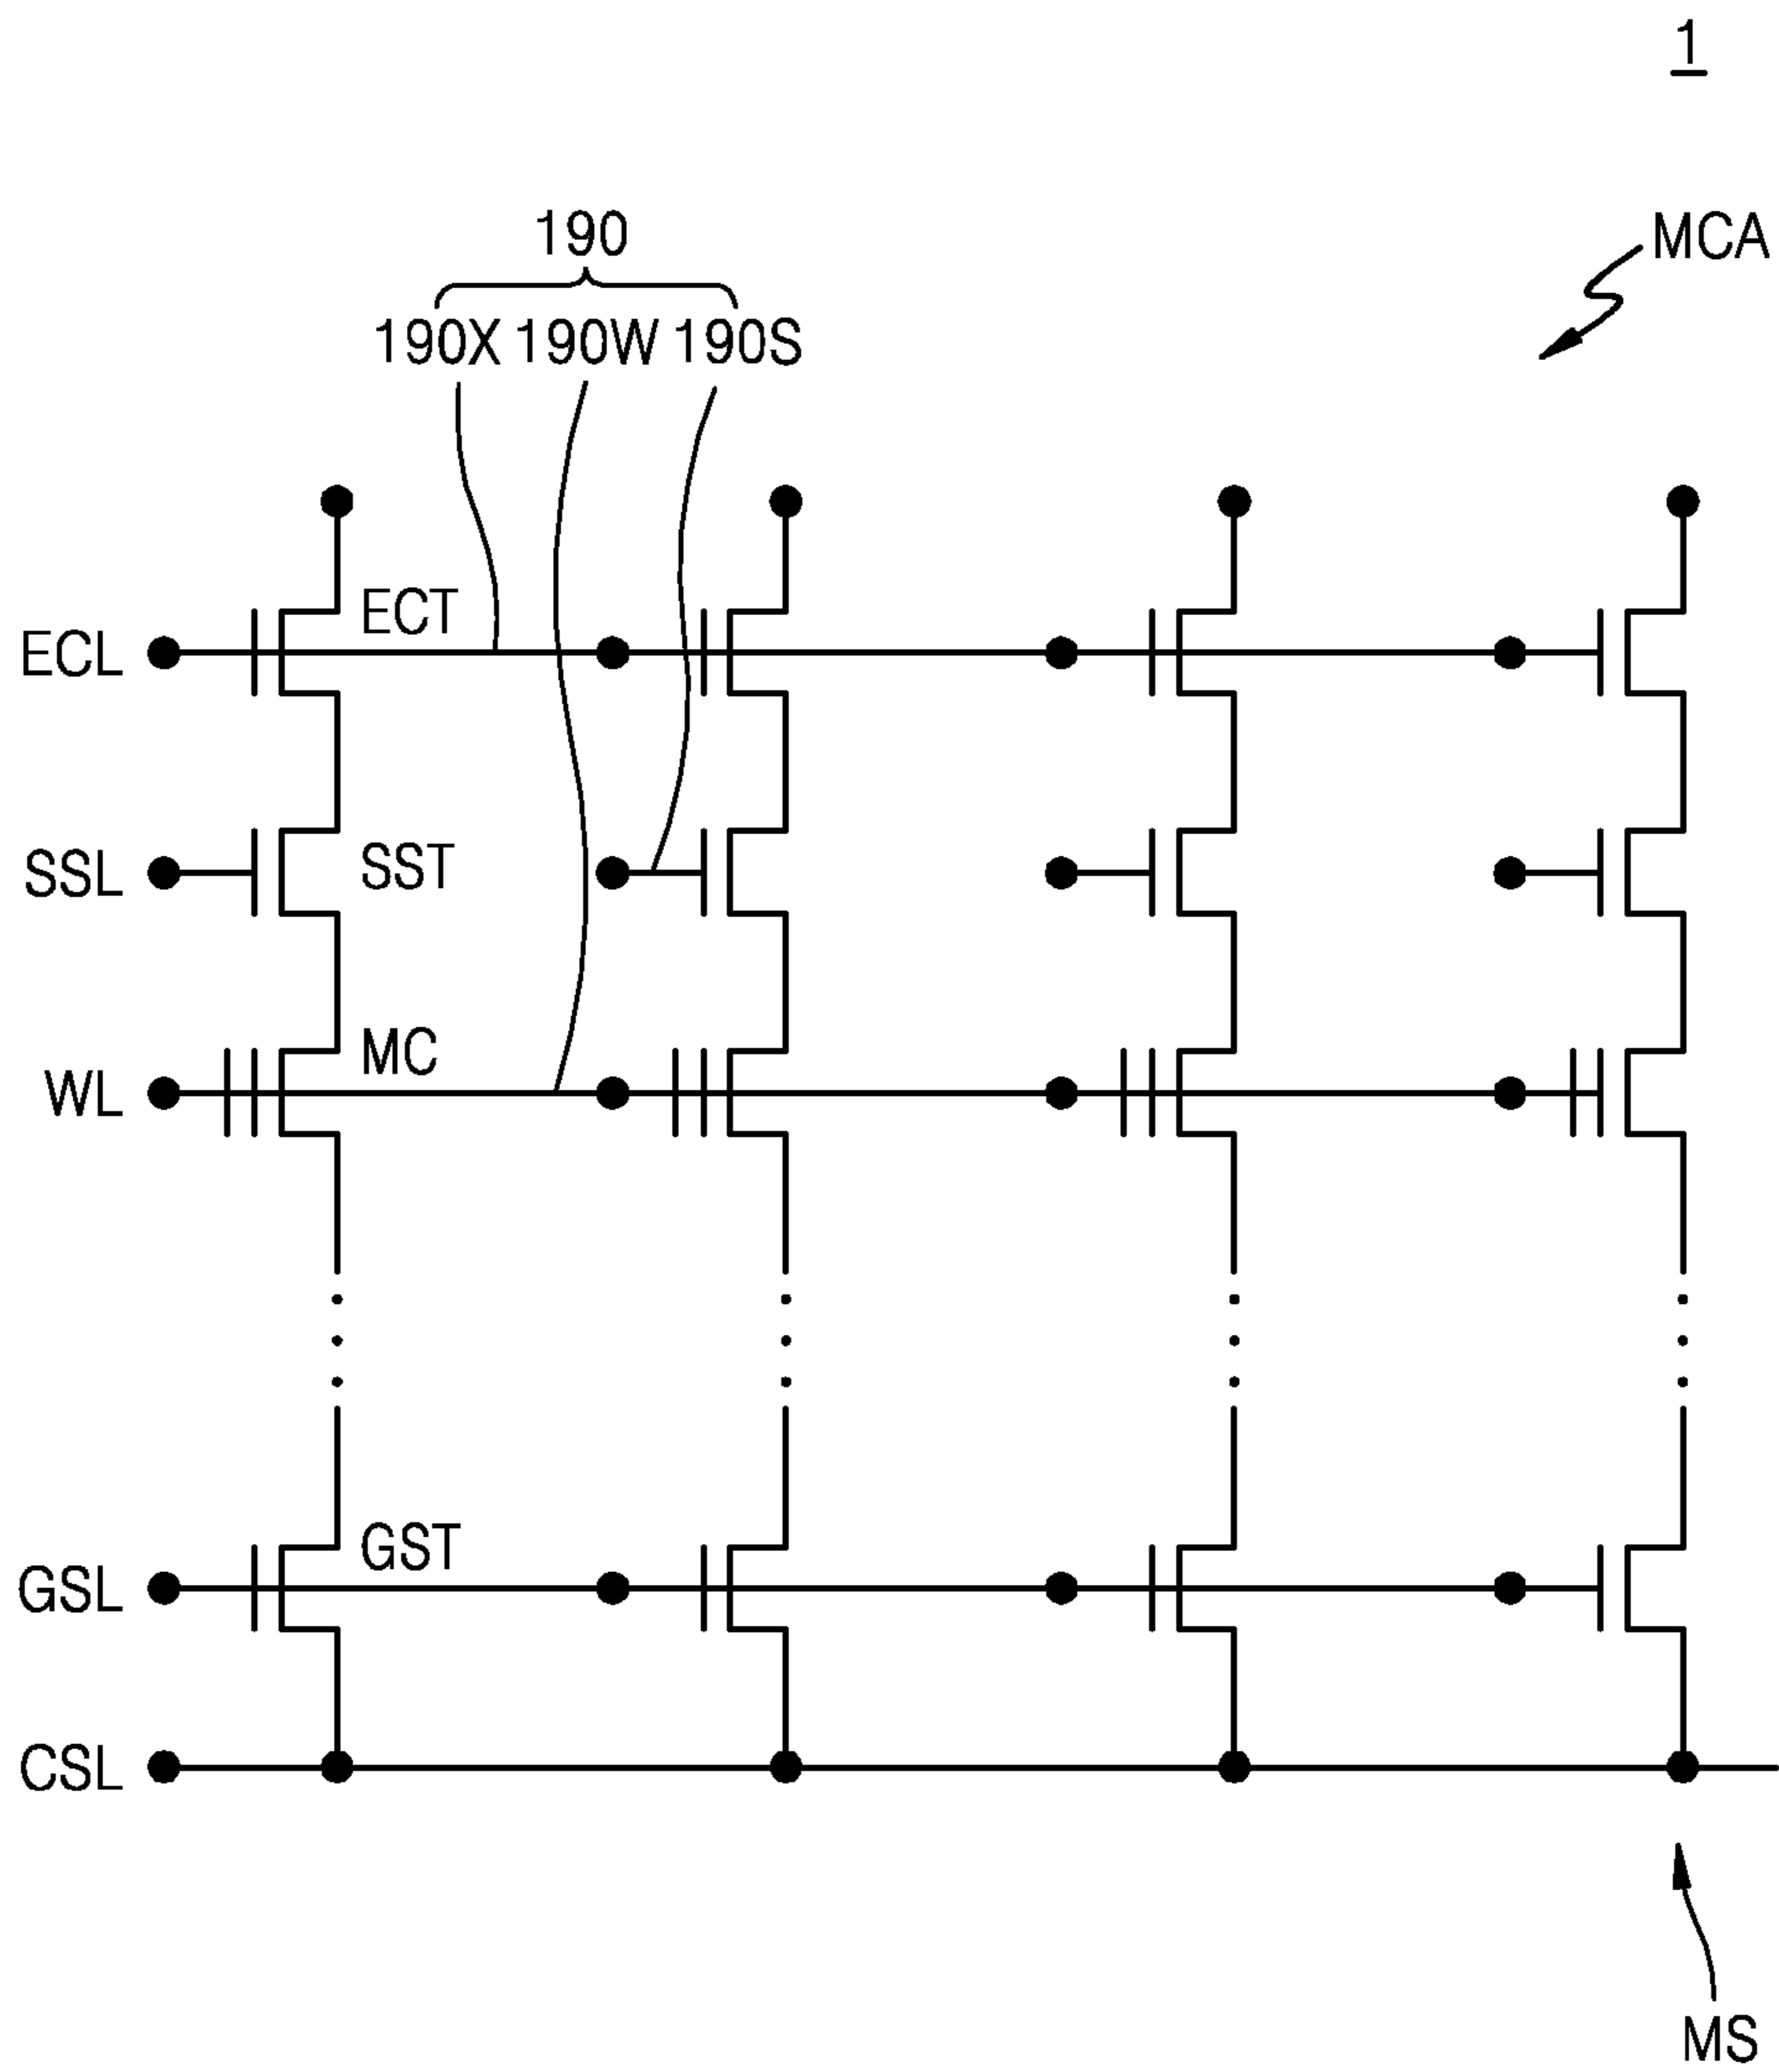 1
MCA
190
190X 190W 190S
ECL
ECT
SSL
SST
WL
MC
GSL
GST
CSL
MS